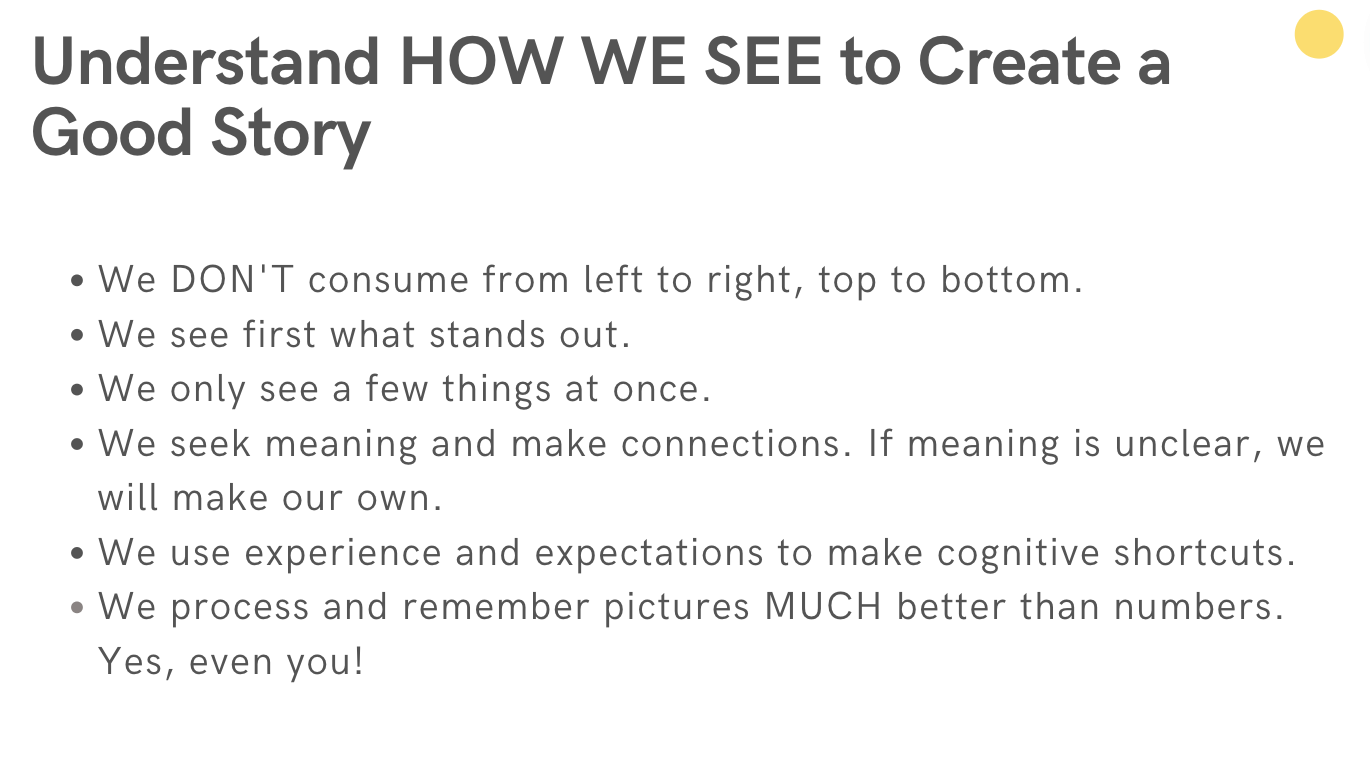 Understand HOW WE SEE to Create a
Good Story
• We DON'T consume from left to right, top to bottom.
• We see first what stands out.
• We only see a few things at once.
• We seek meaning and make connections. If meaning is unclear, we
will make our own.
• We use experience and expectations to make cognitive shortcuts.
• We process and remember pictures MUCH better than numbers.
Yes, even you!